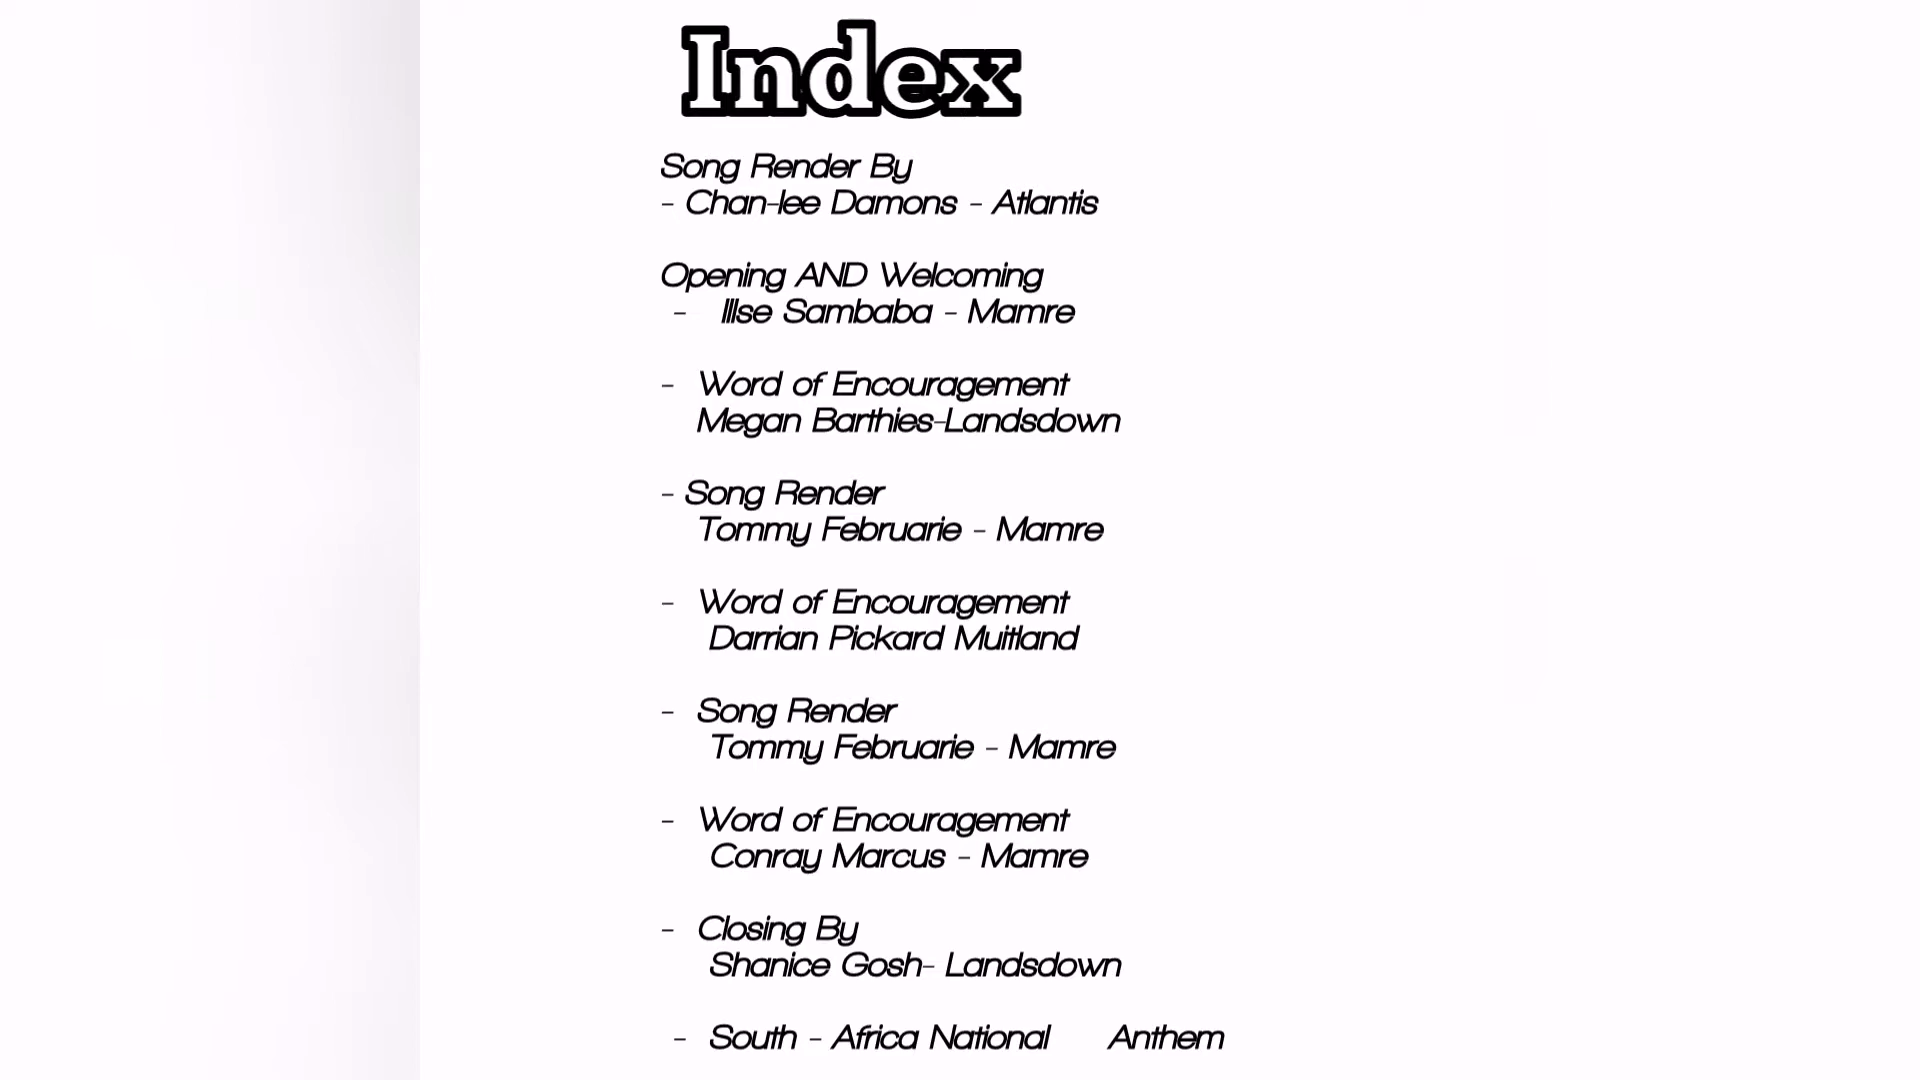 Index
Song Render By
- Chan-lee Damons - Atlantis
Opening AND Welcoming
- Illse Sambaba - Mamre
- Word of Encouragement
Megan Barthies-Landsdown
- Song Render
Tommy Februarie - Mamre
- Word of Encouragement
Darrian Pickard Muitland
- Song Render
Tommy Februarie - Mamre
- Word of Encouragement
Conray Marcus - Mamre
- Closing By
Shanice Gosh- Landsdown
- South - Africa National Anthem